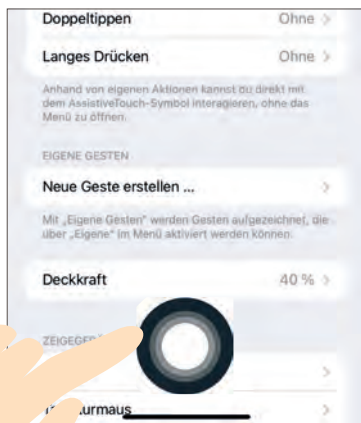 Doppeltippen Ohne >
Langes Drücken Ohne >
Anhand von eigenen Aktionen kannst du direkt mit
dem AssistiveTouch-Symbol interagieren, ohne das
Menü zu öffnen.
EIGENE GESTEN
Neue Geste erstellen ... >
Mit „Eigene Gesten“ werden Gesten aufgezeichnet, die
über „Eigene“ im Menü aktiviert werden können.
Deckkraft 40 % >